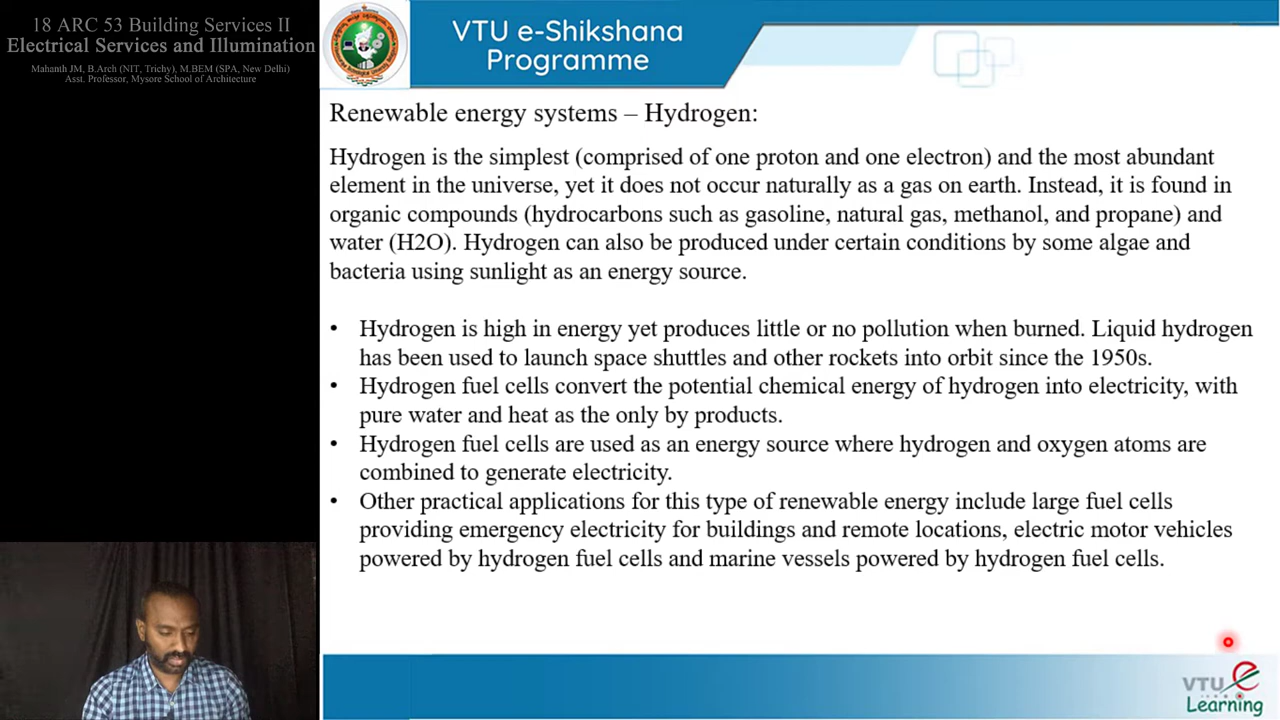 18 ARC 53 Building Services II
Electrical Services and Illumination
Mahanth JM, B.Arch (NIT, Trichy), M.BEM (SPA, New Delhi)
Asst. Professor, Mysore School of Architecture
VTU e-Shikshana
Programme
Renewable energy systems – Hydrogen:
Hydrogen is the simplest (comprised of one proton and one electron) and the most abundant
element in the universe, yet it does not occur naturally as a gas on earth. Instead, it is found in
organic compounds (hydrocarbons such as gasoline, natural gas, methanol, and propane) and
water (H2O). Hydrogen can also be produced under certain conditions by some algae and
bacteria using sunlight as an energy source.
• Hydrogen is high in energy yet produces little or no pollution when burned. Liquid hydrogen
has been used to launch space shuttles and other rockets into orbit since the 1950s.
• Hydrogen fuel cells convert the potential chemical energy of hydrogen into electricity, with
pure water and heat as the only by products.
• Hydrogen fuel cells are used as an energy source where hydrogen and oxygen atoms are
combined to generate electricity.
• Other practical applications for this type of renewable energy include large fuel cells
providing emergency electricity for buildings and remote locations, electric motor vehicles
powered by hydrogen fuel cells and marine vessels powered by hydrogen fuel cells.
VTU e
Learning